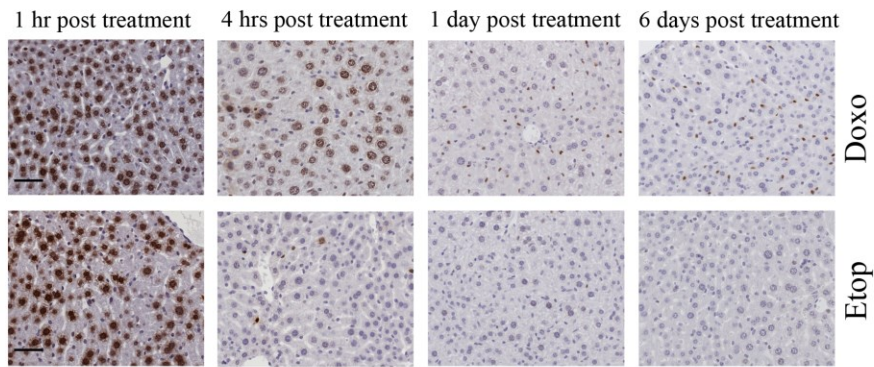 1 hr post treatment
4 hrs post treatment
1 day post treatment
6 days post treatment
Doxo
Etop